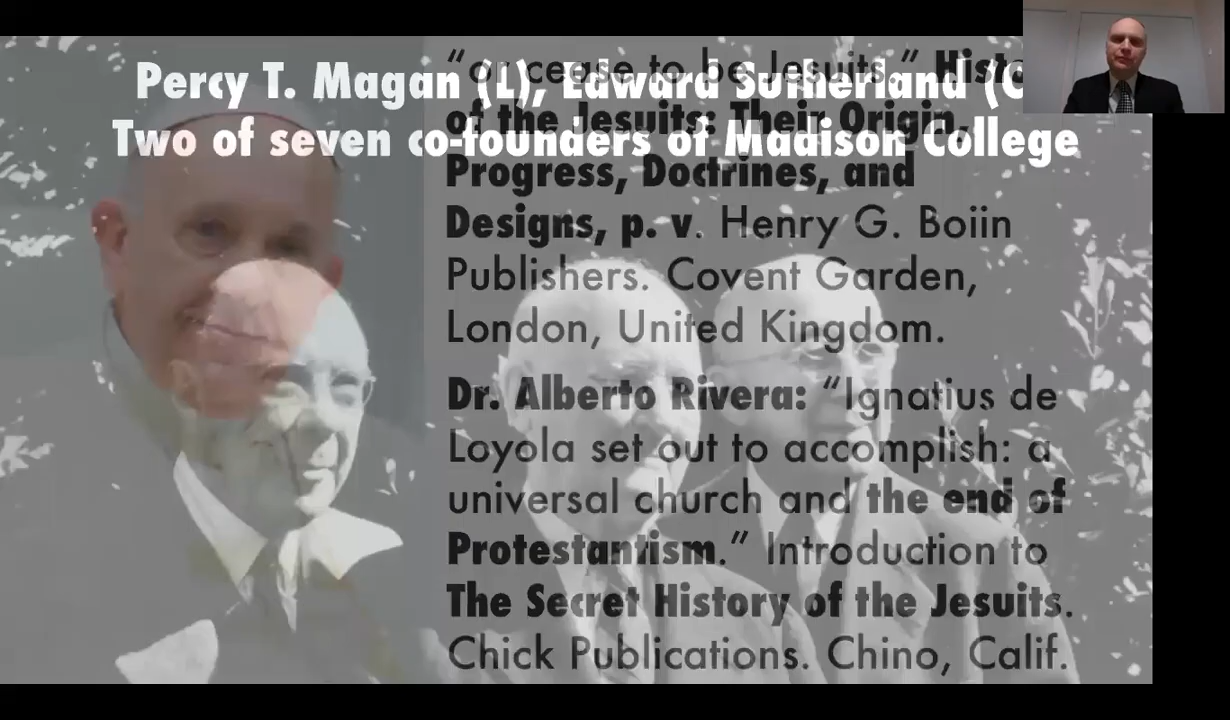 Percy T. Magan (L), Edward Sutherland (C
Two of seven co-founders of Madison College
“or cease to be Jesuits.” Histo
of the Jesuits: Their Origin,
Progress, Doctrines, and
Designs, p. v. Henry G. Boiin
Publishers. Covent Garden,
London, United Kingdom.
Dr. Alberto Rivera: “Ignatius de
Loyola set out to accomplish: a
universal church and the end of
Protestantism.” Introduction to
The Secret History of the Jesuits.
Chick Publications. Chino, Calif.